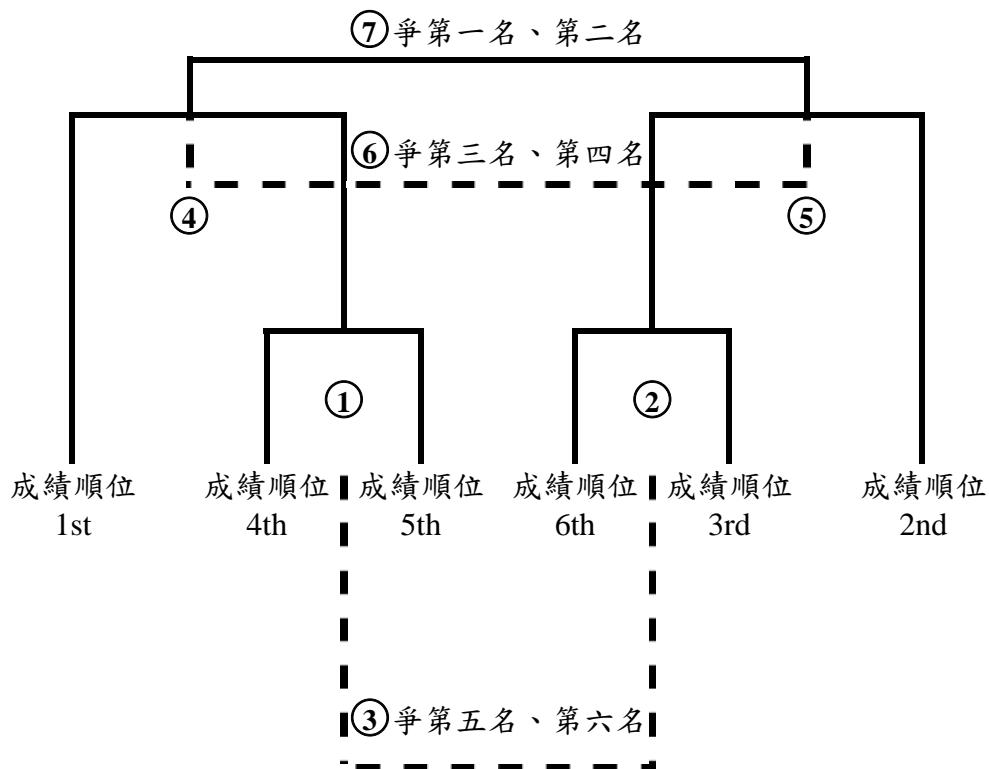 ⑦爭第一名、第二名
⑥爭第三名、第四名
④
⑤
①
②
成績順位 成績順位 成績順位 成績順位 成績順位 成績順位
1st 4th 5th 6th 3rd 2nd
③爭第五名、第六名